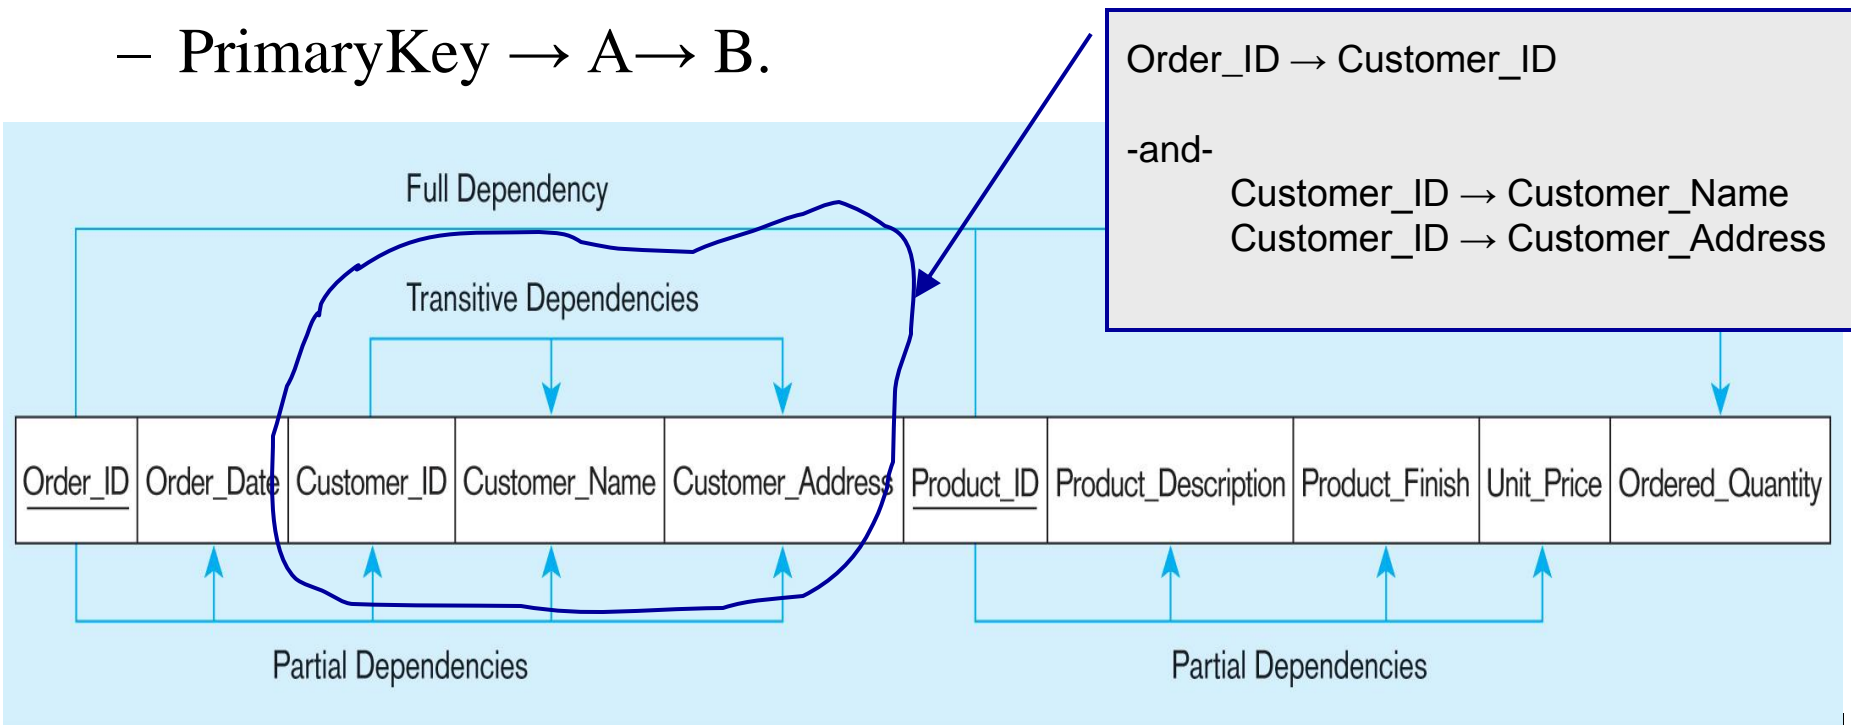 – PrimaryKey → A→ B.
Order_ID → Customer_ID
-and-
Customer_ID → Customer_Name
Customer_ID → Customer_Address
Full Dependency
Transitive Dependencies
Order_ID Order_Date Customer_ID Customer_Name Customer_Address Product_ID Product_Description Product_Finish Unit_Price Ordered_Quantity
Partial Dependencies Partial Dependencies